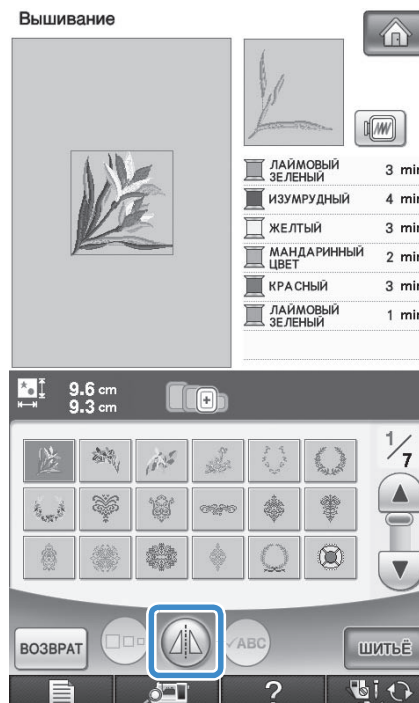 Вышивание
ЛАЙМОВЫЙ
ЗЕЛЕНЫЙ 3 min
ИЗУМРУДНЫЙ 4 min
ЖЕЛТЫЙ 3 min
МАНДАРИННЫЙ
ЦВЕТ 2 min
КРАСНЫЙ 3 min
ЛАЙМОВЫЙ
ЗЕЛЕНЫЙ 1 min
9.6 cm
9.3 cm
1/7
ВОЗВРАТ
✓ABC
ШИТЬЁ
?
i